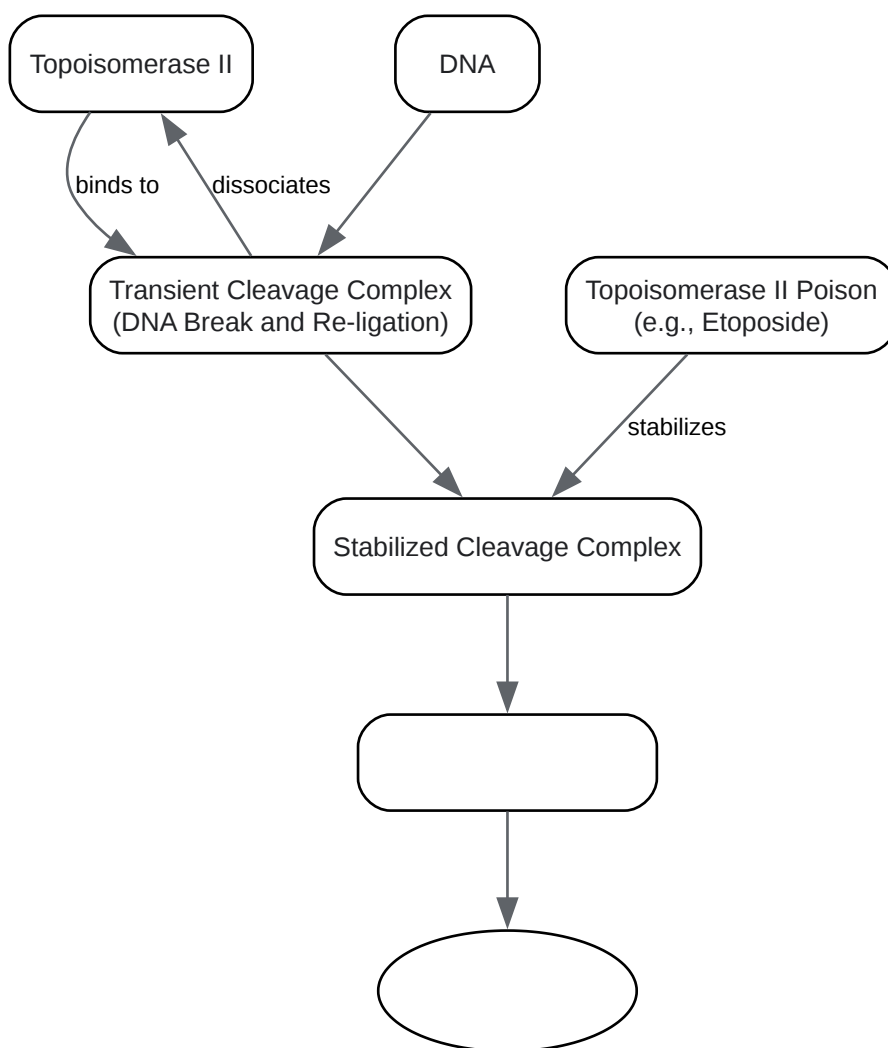 Topoisomerase II
DNA
binds to
dissociates
Transient Cleavage Complex
(DNA Break and Re-ligation)
Topoisomerase II Poison
(e.g., Etoposide)
stabilizes
Stabilized Cleavage Complex